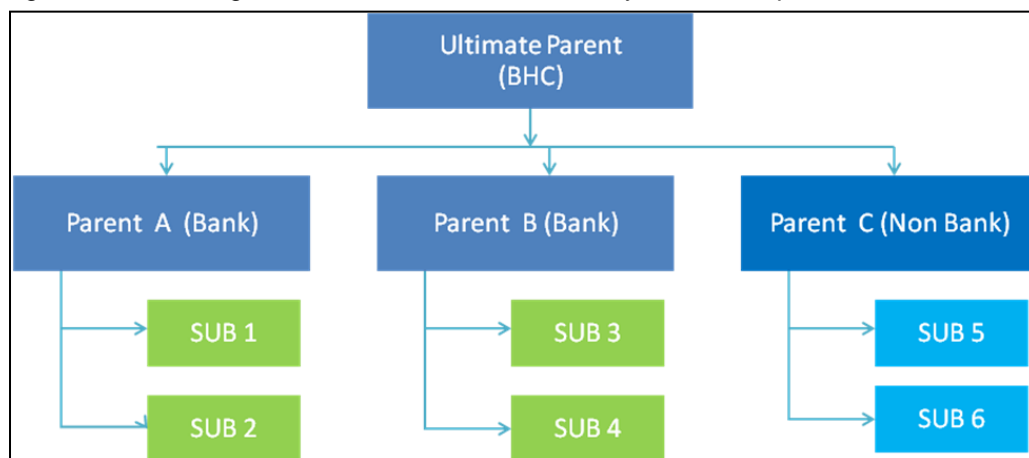 Ultimate Parent
(BHC)
Parent A (Bank)
Parent B (Bank)
Parent C (Non Bank)
SUB 1
SUB 3
SUB 5
SUB 2
SUB 4
SUB 6